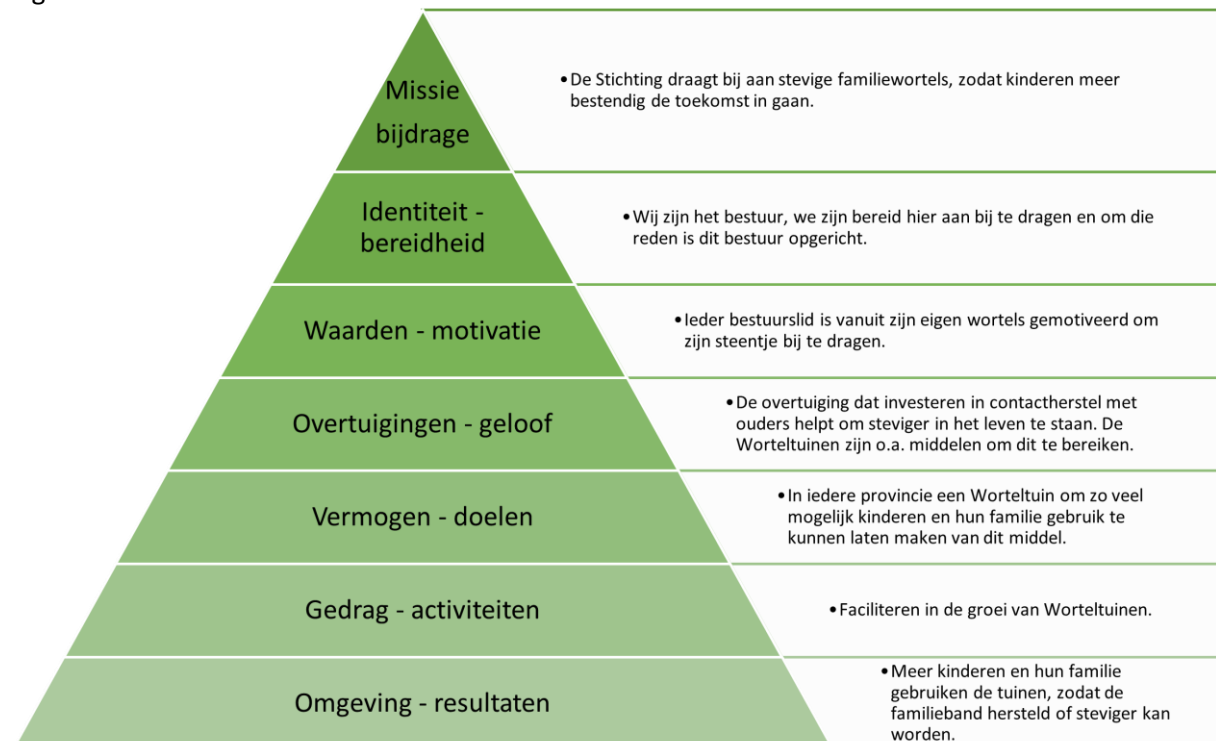 Missie
bijdrage
•De Stichting draagt bij aan stevige familiewortels, zodat kinderen meer
bestendig de toekomst in gaan.
Identiteit -
bereidheid
•Wij zijn het bestuur, we zijn bereid hier aan bij te dragen en om die
reden is dit bestuur opgericht.
Waarden - motivatie
•Ieder bestuurslid is vanuit zijn eigen wortels gemotiveerd om
zijn steentje bij te dragen.
Overtuigingen - geloof
•De overtuiging dat investeren in contactherstel met
ouders helpt om steviger in het leven te staan. De
Worteltuinen zijn o.a. middelen om dit te bereiken.
Vermogen - doelen
•In iedere provincie een Worteltuin om zo veel
mogelijk kinderen en hun familie gebruik te
kunnen laten maken van dit middel.
Gedrag - activiteiten
•Faciliteren in de groei van Worteltuinen.
Omgeving - resultaten
•Meer kinderen en hun familie
gebruiken de tuinen, zodat de
familieband hersteld of steviger kan
worden.